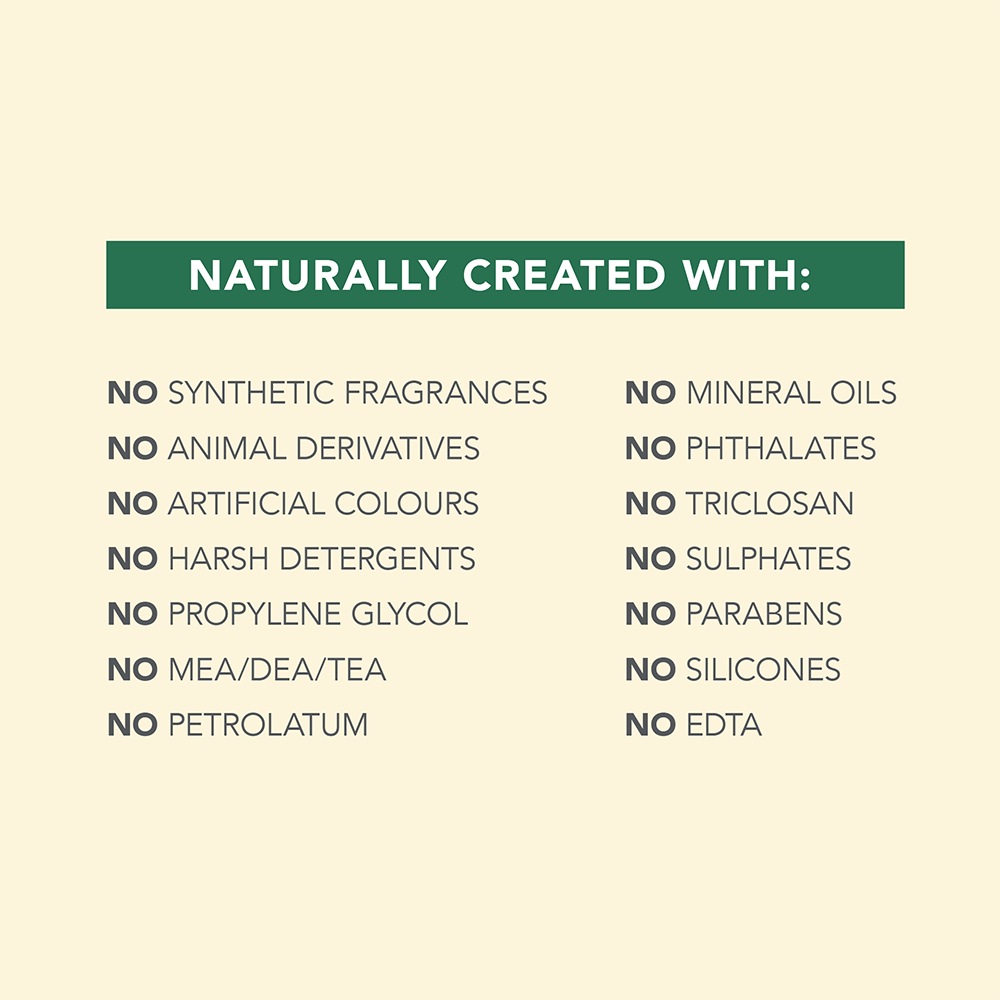 NATURALLY CREATED WITH:
NO SYNTHETIC FRAGRANCES
NO ANIMAL DERIVATIVES
NO ARTIFICIAL COLOURS
NO HARSH DETERGENTS
NO PROPYLENE GLYCOL
NO MEA/DEA/TEA
NO PETROLATUM
NO MINERAL OILS
NO PHTHALATES
NO TRICLOSAN
NO SULPHATES
NO PARABENS
NO SILICONES
NO EDTA